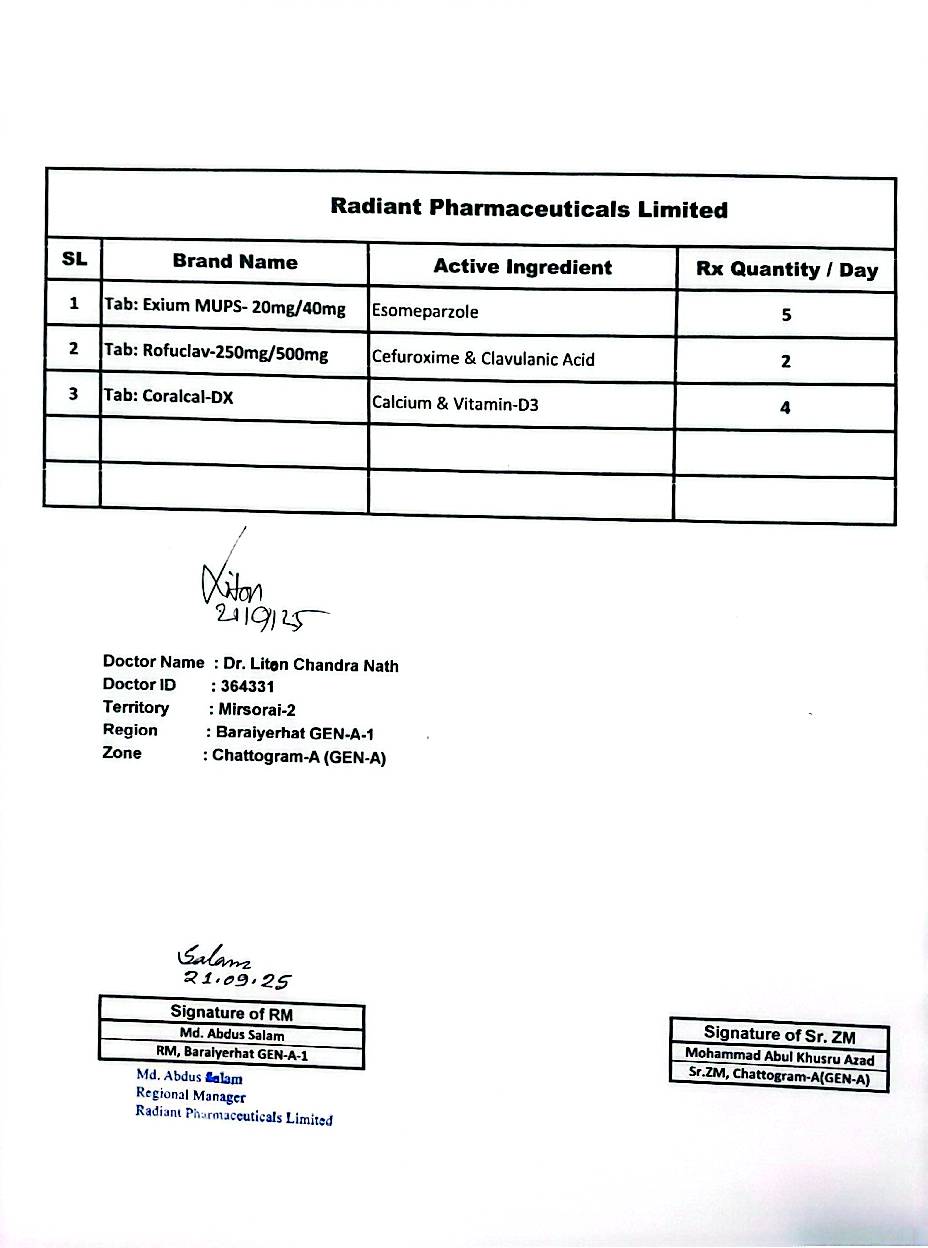 Radiant Pharmaceuticals Limited
SL Brand Name Active Ingredient Rx Quantity / Day
1 Tab: Exium MUPS- 20mg/40mg Esomeparzole 5
2 Tab: Rofuclav-250mg/500mg Cefuroxime & Clavulanic Acid 2
3 Tab: Coralcal-DX Calcium & Vitamin-D3 4
Liton
21/9/25
Doctor Name : Dr. Liton Chandra Nath
Doctor ID : 364331
Territory : Mirsorai-2
Region : Baraiyerhat GEN-A-1
Zone : Chattogram-A (GEN-A)
Salam
21.09.25
Signature of RM
Md. Abdus Salam
RM, Baraiyerhat GEN-A-1
Md. Abdus Salam
Regional Manager
Radiant Pharmaceuticals Limited
Signature of Sr. ZM
Mohammad Abul Khusru Azad
Sr.ZM, Chattogram-A(GEN-A)